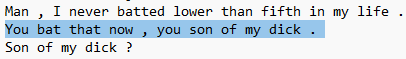 Man , I never batted lower than fifth in my life .
You bat that now , you son of my dick .
Son of my dick ?